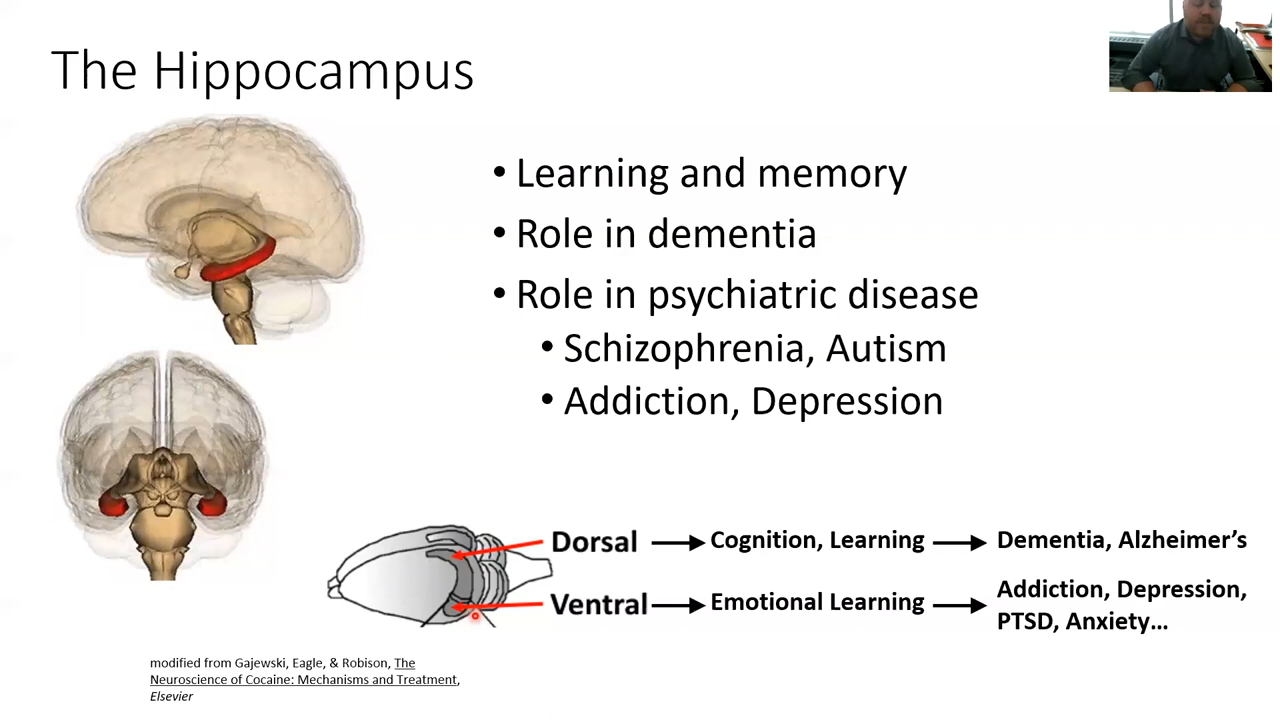 The Hippocampus
• Learning and memory
• Role in dementia
• Role in psychiatric disease
• Schizophrenia, Autism
• Addiction, Depression
Dorsal Cognition, Learning Dementia, Alzheimer’s
Ventral Emotional Learning Addiction, Depression,
PTSD, Anxiety...
modified from Gajewski, Eagle, & Robison, The
Neuroscience of Cocaine: Mechanisms and Treatment,
Elsevier